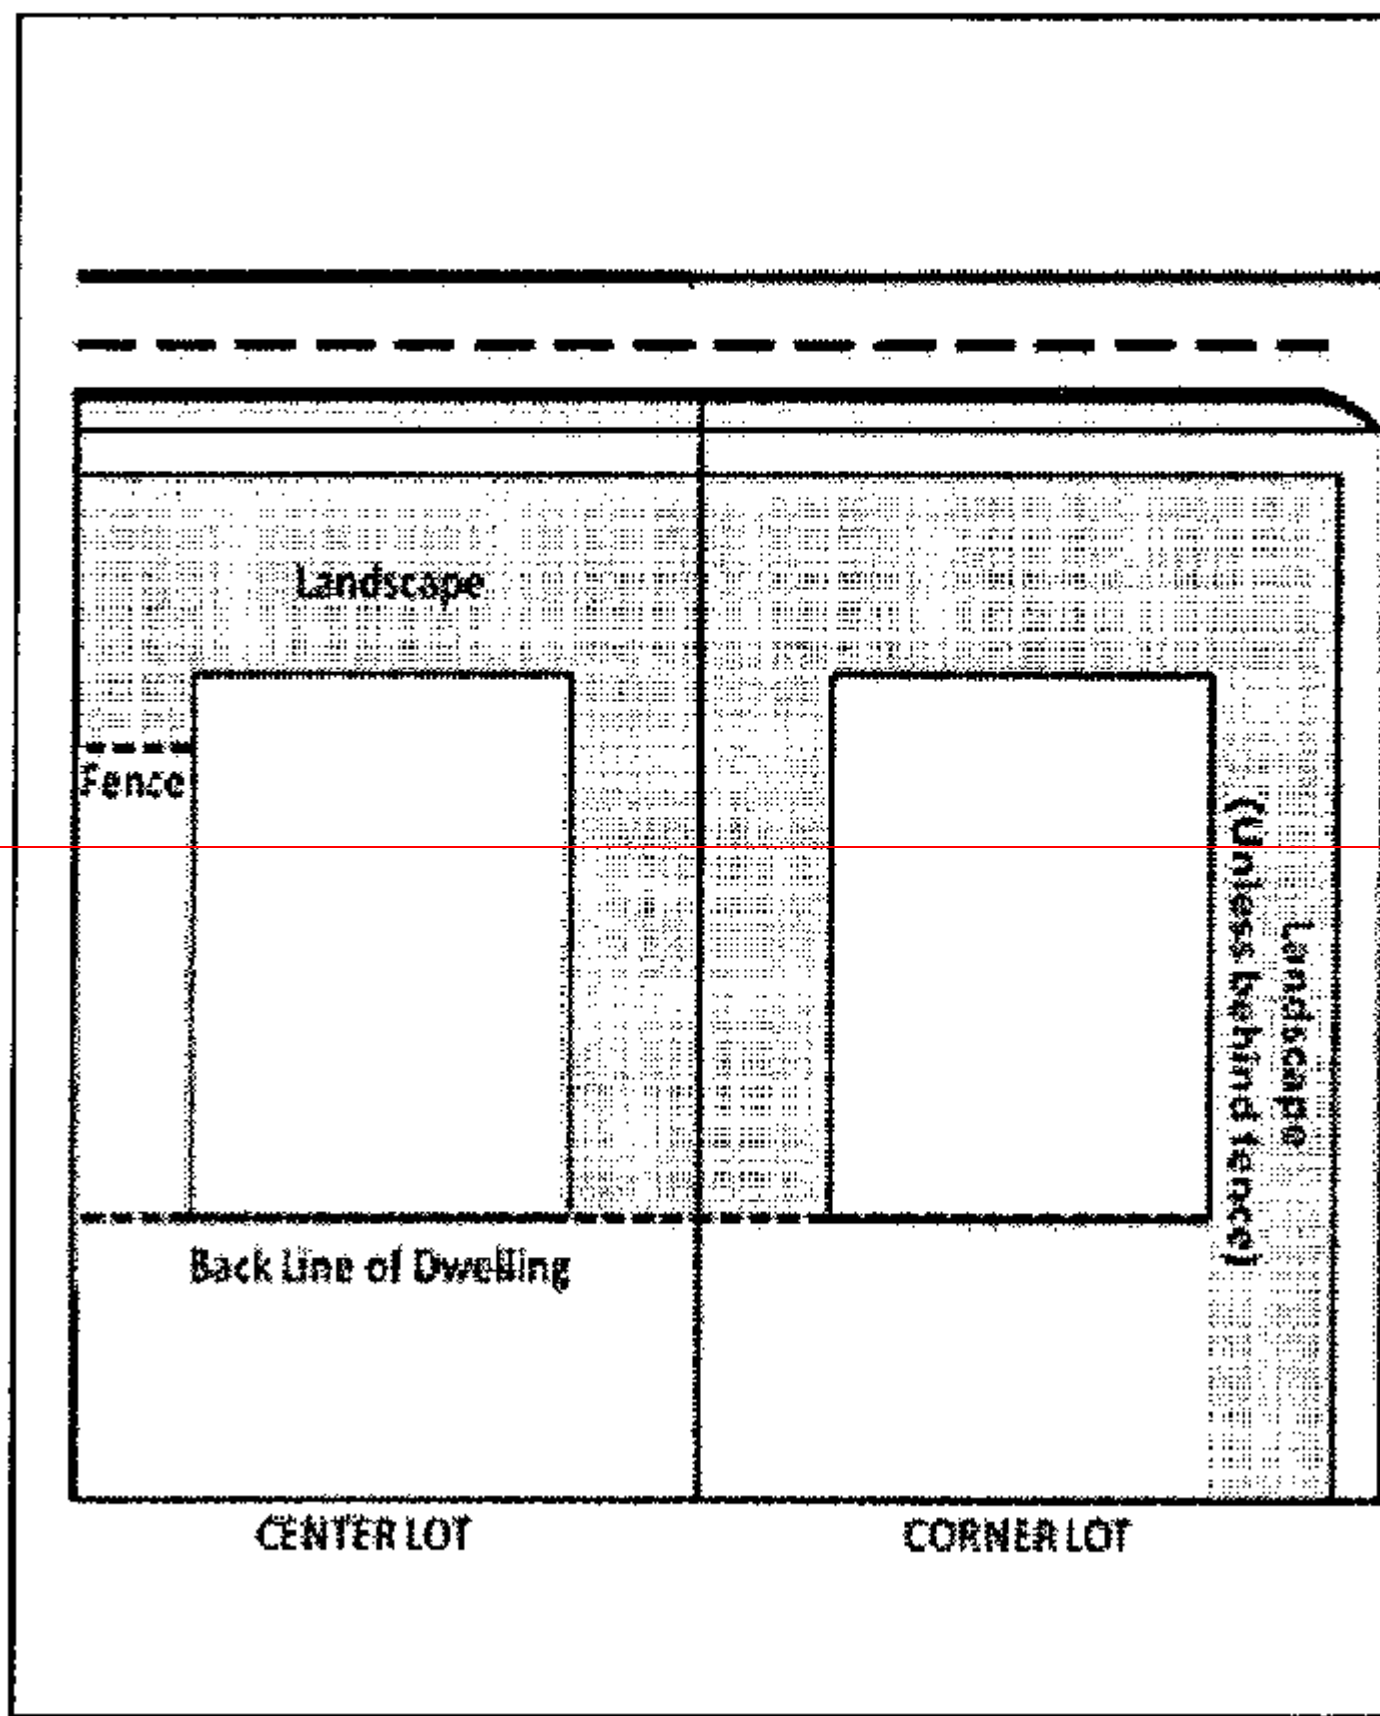 Landscape
Fence
Landscape
(Unless behind fence)
Back Line of Dwelling
CENTER LOT
CORNER LOT